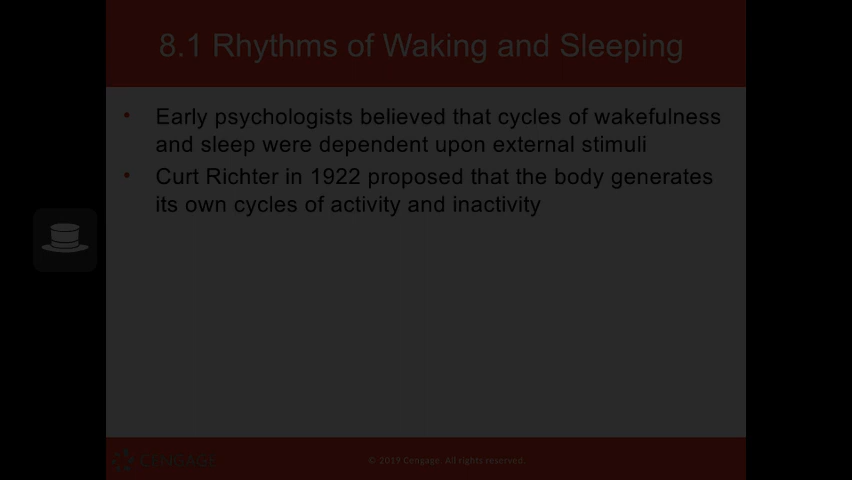 8.1 Rhythms of Waking and Sleeping
• Early psychologists believed that cycles of wakefulness
and sleep were dependent upon external stimuli
• Curt Richter in 1922 proposed that the body generates
its own cycles of activity and inactivity
CENGAGE
© 2019 Cengage. All rights reserved.